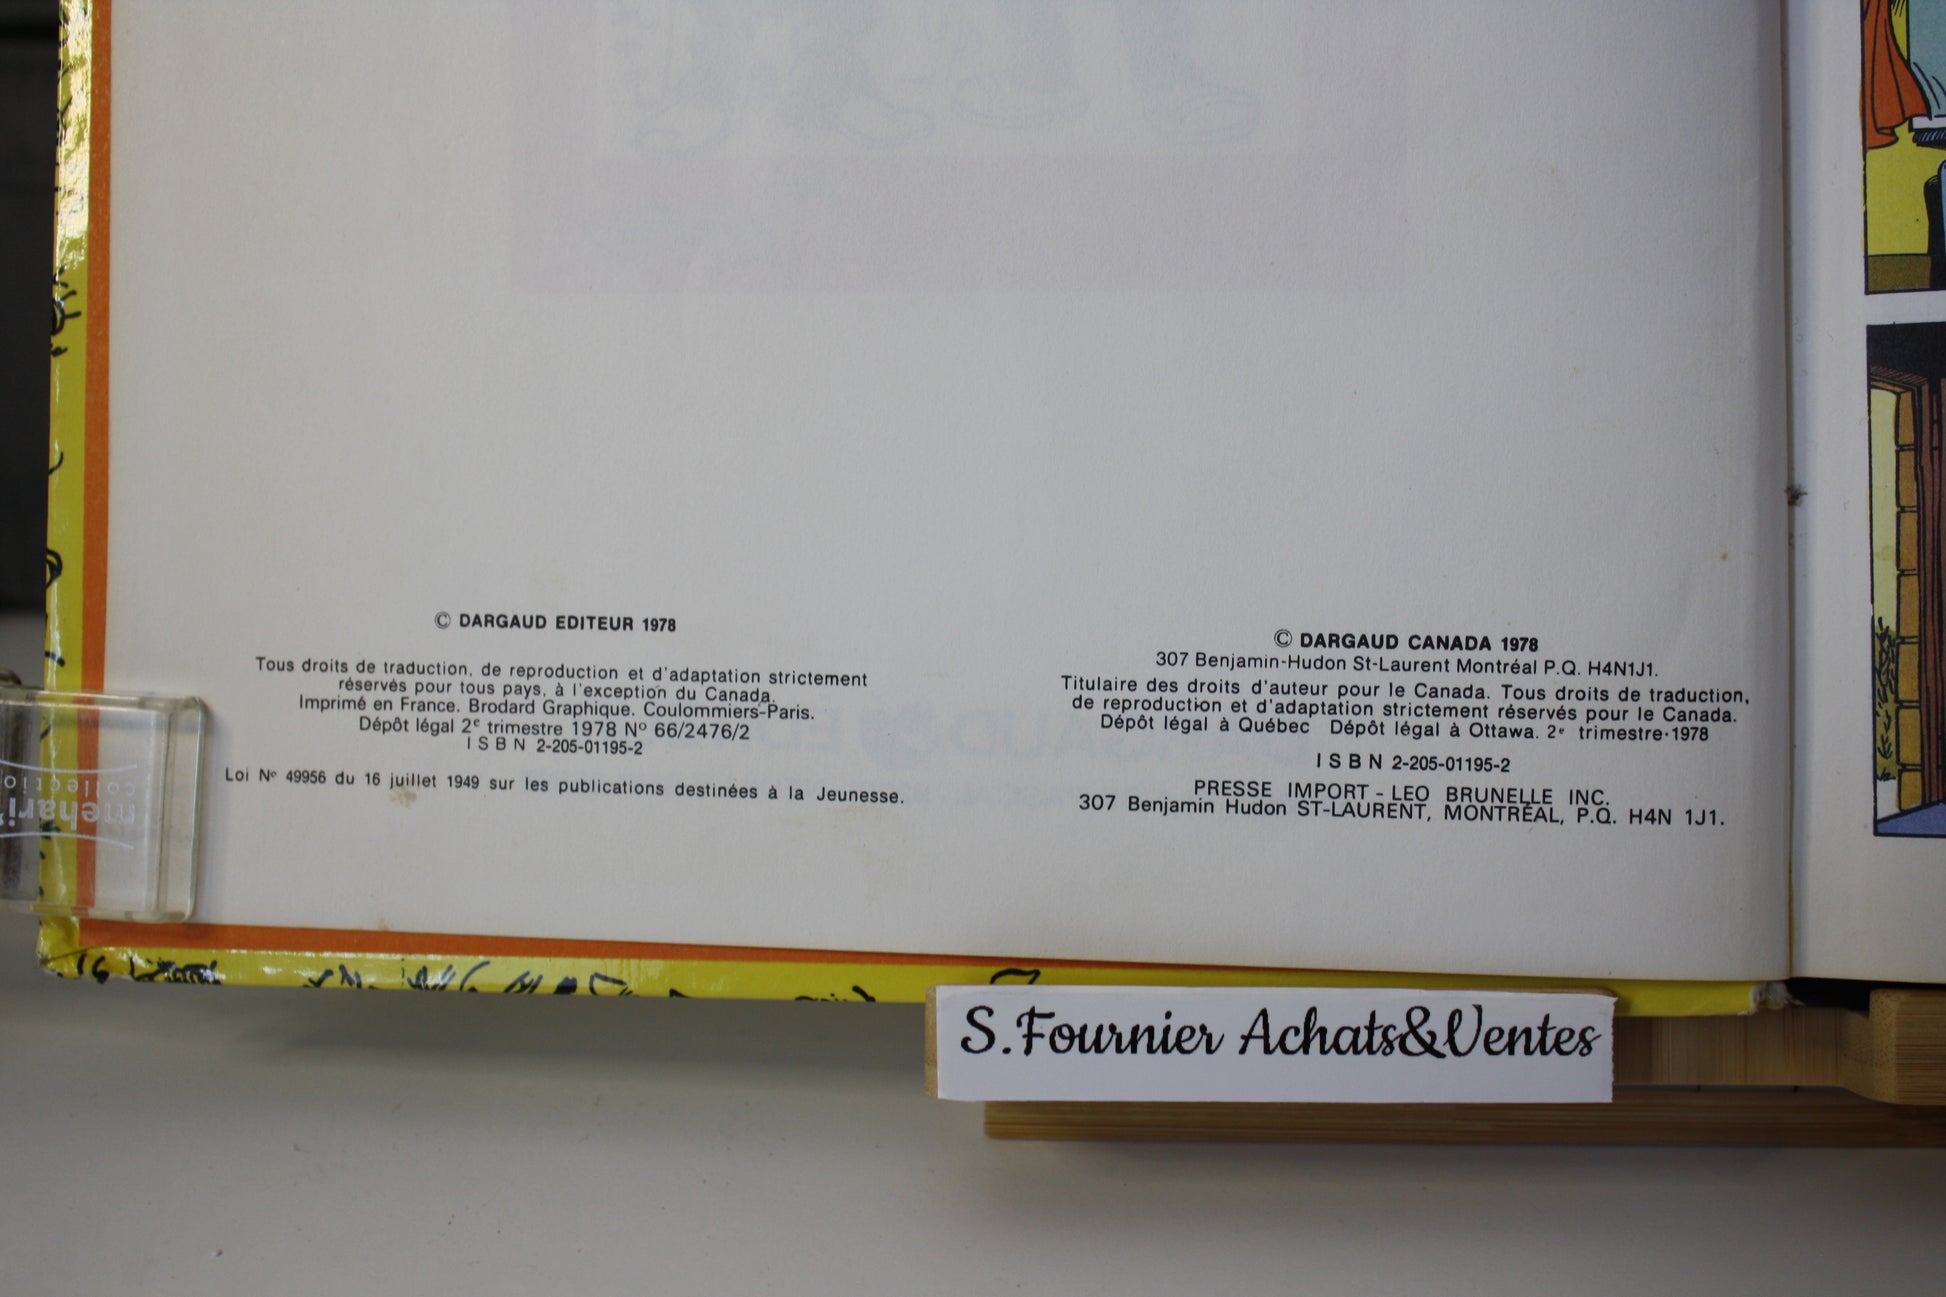 © DARGAUD EDITEUR 1978
Tous droits de traduction, de reproduction et d'adaptation strictement
réservés pour tous pays, à l'exception du Canada.
Imprimé en France. Brodard Graphique. Coulommiers-Paris.
Dépôt légal 2e trimestre 1978 Nº 66/2476/2
I S B N 2-205-01195-2
Loi Nº 49956 du 16 juillet 1949 sur les publications destinées à la Jeunesse.
© DARGAUD CANADA 1978
307 Benjamin-Hudon St-Laurent Montréal P.Q. H4N1J1.
Titulaire des droits d'auteur pour le Canada. Tous droits de traduction,
de reproduction et d'adaptation strictement réservés pour le Canada.
Dépôt légal à Québec Dépôt légal à Ottawa. 2e trimestre·1978
I S B N 2-205-01195-2
PRESSE IMPORT - LEO BRUNELLE INC.
307 Benjamin Hudon ST-LAURENT, MONTRÉAL, P.Q. H4N 1J1.
mehari
collectio
S.Fournier Achats&Ventes